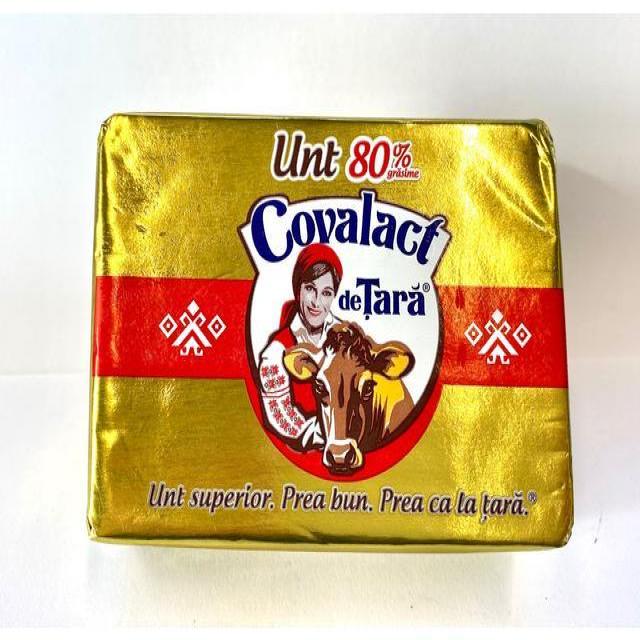 Unt 80%
grăsime
Covalact
de Țară®
Unt superior. Prea bun. Prea ca la țară.®